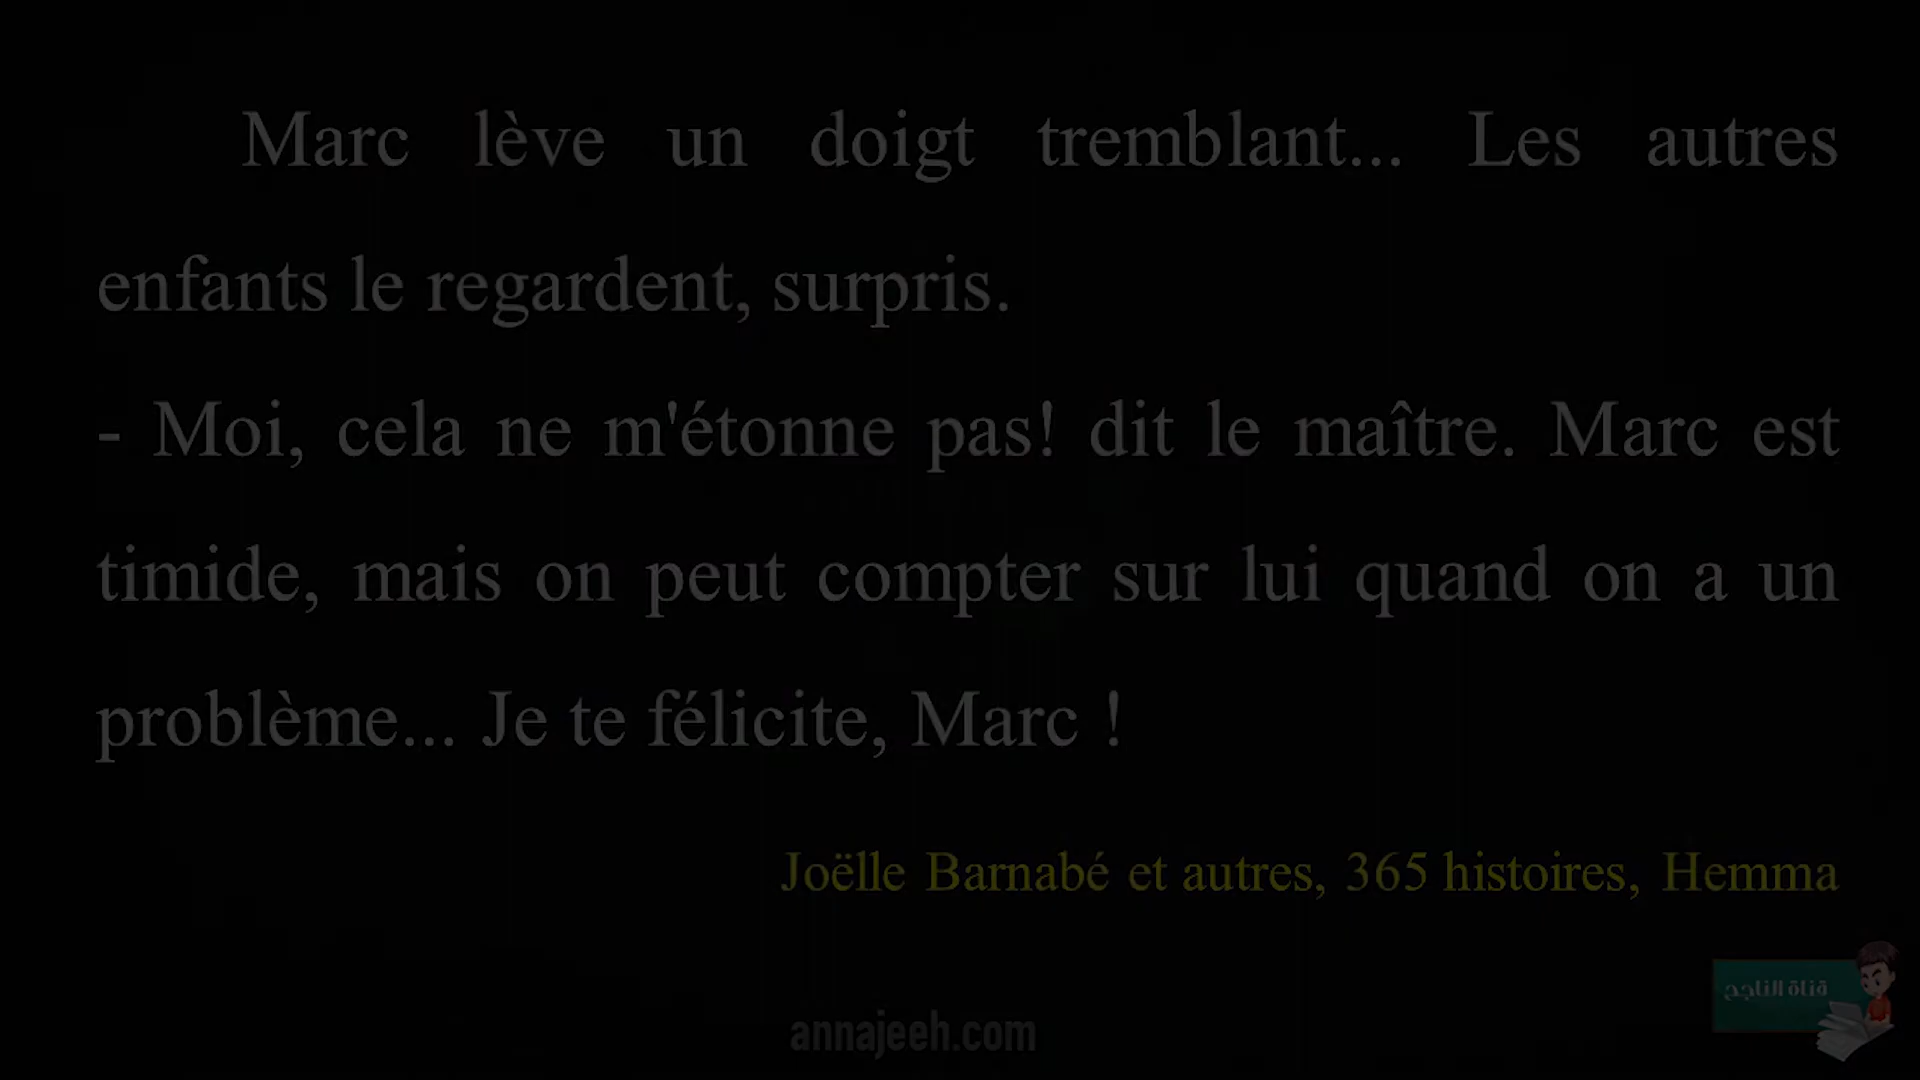 Marc lève un doigt tremblant... Les autres
enfants le regardent, surpris.
- Moi, cela ne m'étonne pas! dit le maître. Marc est
timide, mais on peut compter sur lui quand on a un
problème... Je te félicite, Marc !
Joëlle Barnabé et autres, 365 histoires, Hemma
قناة الناجح
annajeeh.com